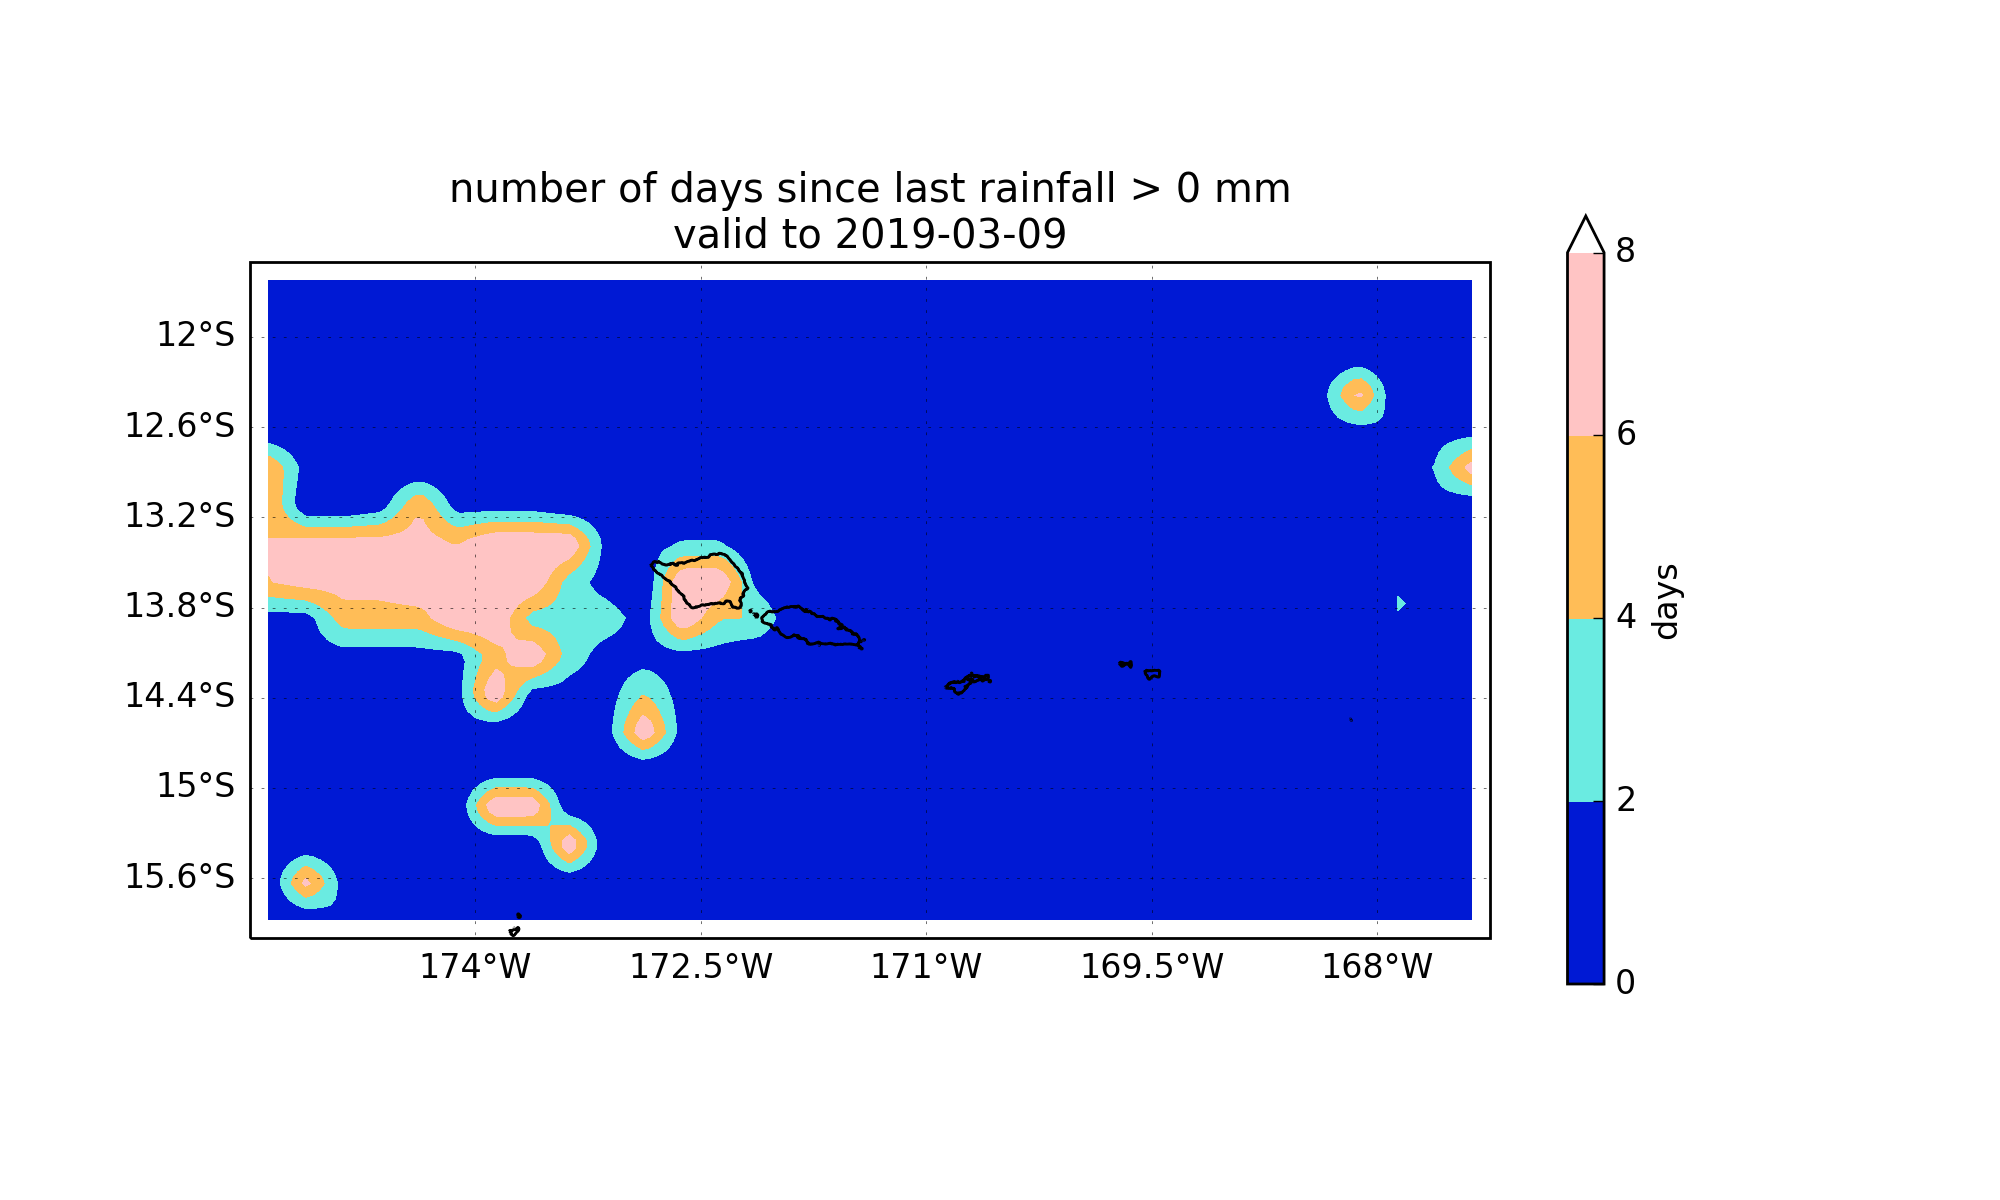 number of days since last rainfall > 0 mm
valid to 2019-03-09
12°S
12.6°S
13.2°S
13.8°S
14.4°S
15°S
15.6°S
174°W 172.5°W 171°W 169.5°W 168°W
8
6
4
2
0
days